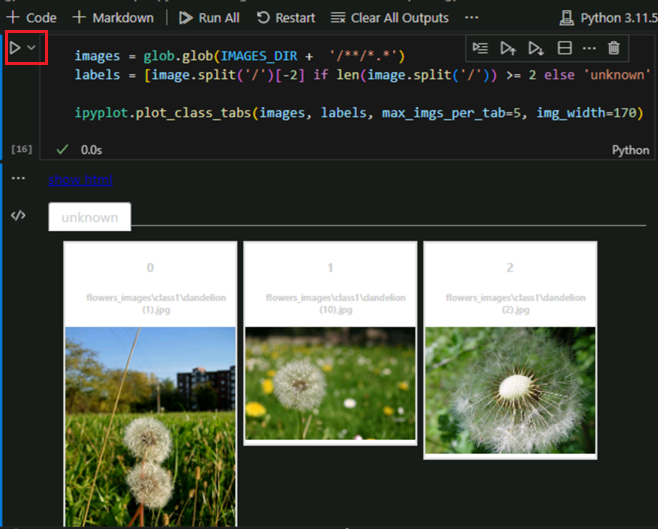 Code Markdown Run All Restart Clear All Outputs ... Python 3.11.5
images = glob.glob(IMAGES_DIR + '/**/*.*')
labels = [image.split('/')[-2] if len(image.split('/')) >= 2 else 'unknown'
ipyplot.plot_class_tabs(images, labels, max_imgs_per_tab=5, img_width=170)
[16] 0.0s Python
show html
unknown
0 1 2
flowers_images\class1\dandelion flowers_images\class1\dandelion flowers_images\class1\dandelion
(1).jpg (10).jpg (2).jpg